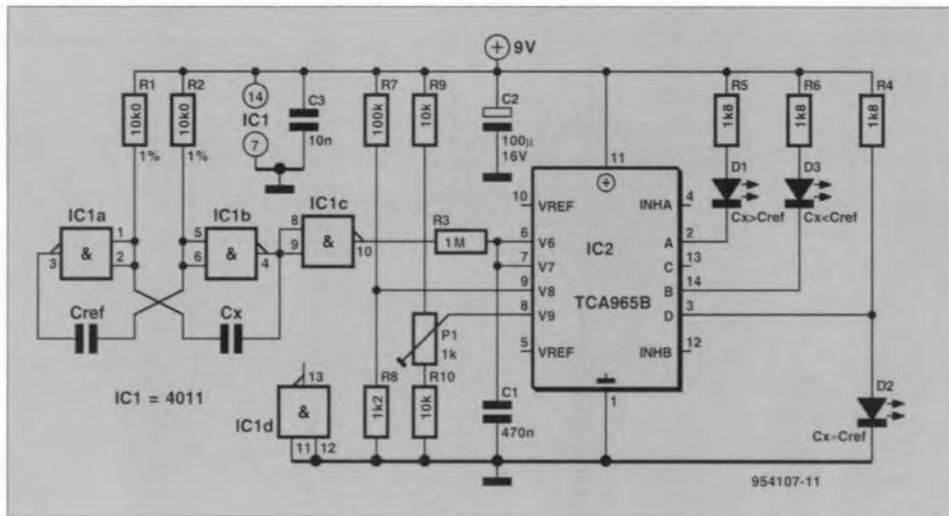 9V
R1
10k0
1%
R2
10k0
1%
14
IC1
7
C3
10n
R7
100k
R9
10k
C2
100µ
16V
R5
1k8
R6
1k8
R4
1k8
D1
Cx>Cref
D3
Cx<Cref
11
10
VREF
INHA
4
IC1a
&
1
2
3
IC1b
5
6
&
4
IC1c
8
9
&
10
R3
1M
6
V6
7
V7
9
V8
8
V9
5
VREF
IC2
TCA965B
A
2
C
13
B
14
D
3
INHB
12
1
Cref
Cx
P1
1k
IC1 = 4011
13
IC1d
&
11
12
R8
1k2
R10
10k
C1
470n
D2
Cx=Cref
954107-11